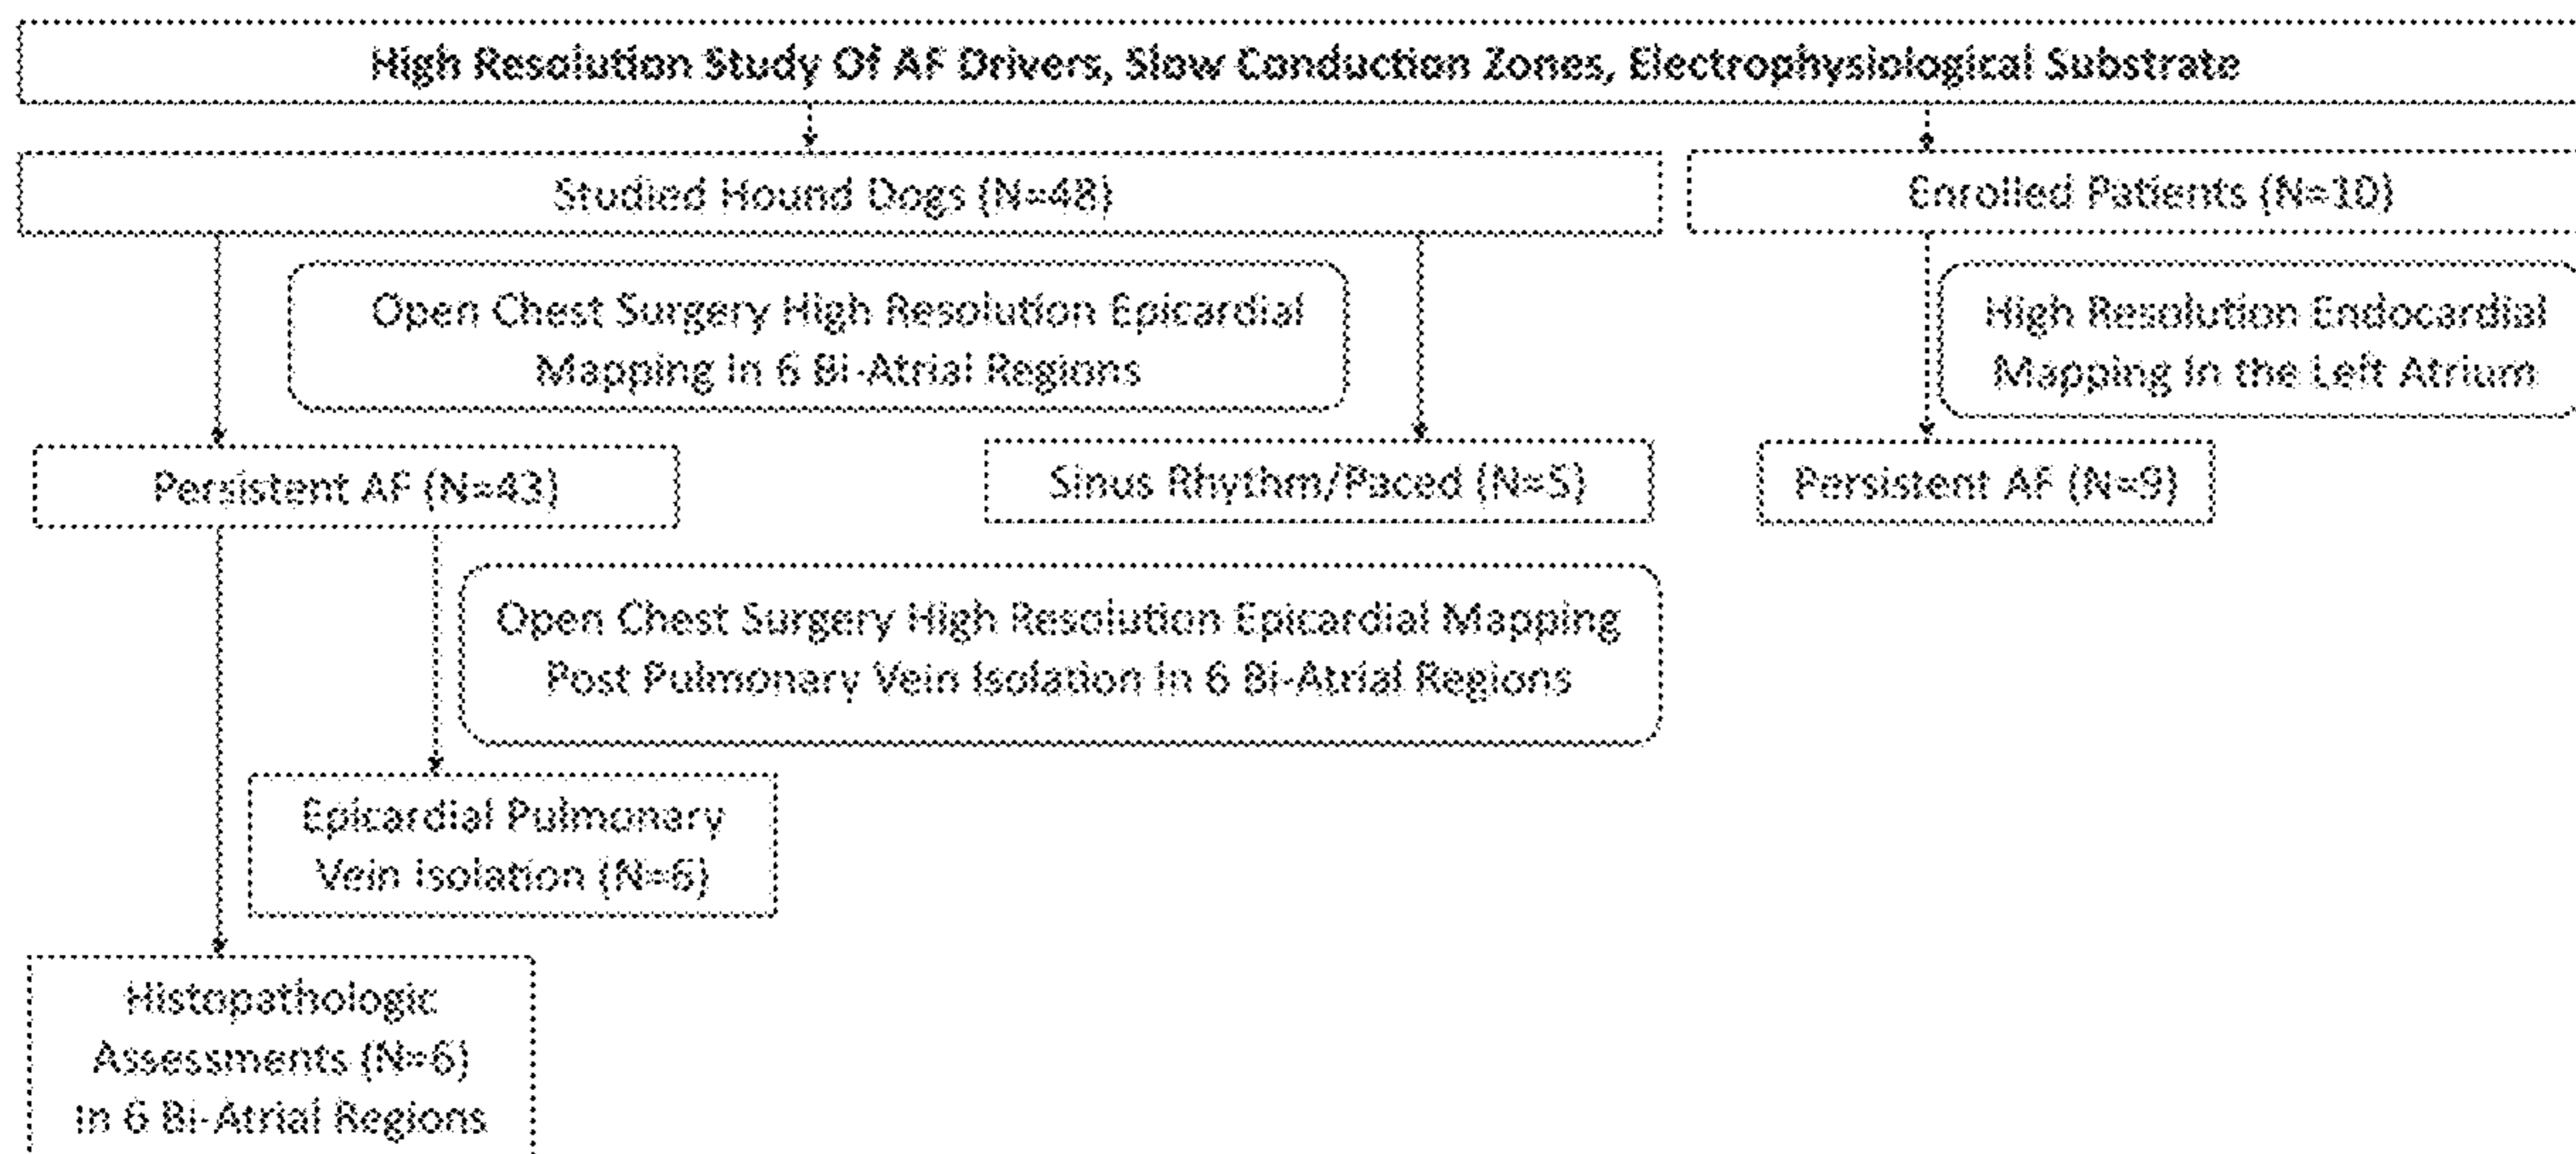 High Resolution Study Of AF Drivers, Slow Conduction Zones, Electrophysiological Substrate
Studied Hound Dogs (N=48)
Enrolled Patients (N=10)
Open Chest Surgery High Resolution Epicardial
Mapping In 6 Bi-Atrial Regions
High Resolution Endocardial
Mapping In the Left Atrium
Persistent AF (N=43)
Sinus Rhythm/Paced (N=5)
Persistent AF (N=9)
Open Chest Surgery High Resolution Epicardial Mapping
Post Pulmonary Vein Isolation In 6 Bi-Atrial Regions
Epicardial Pulmonary
Vein Isolation (N=6)
Histopathologic
Assessments (N=6)
In 6 Bi-Atrial Regions